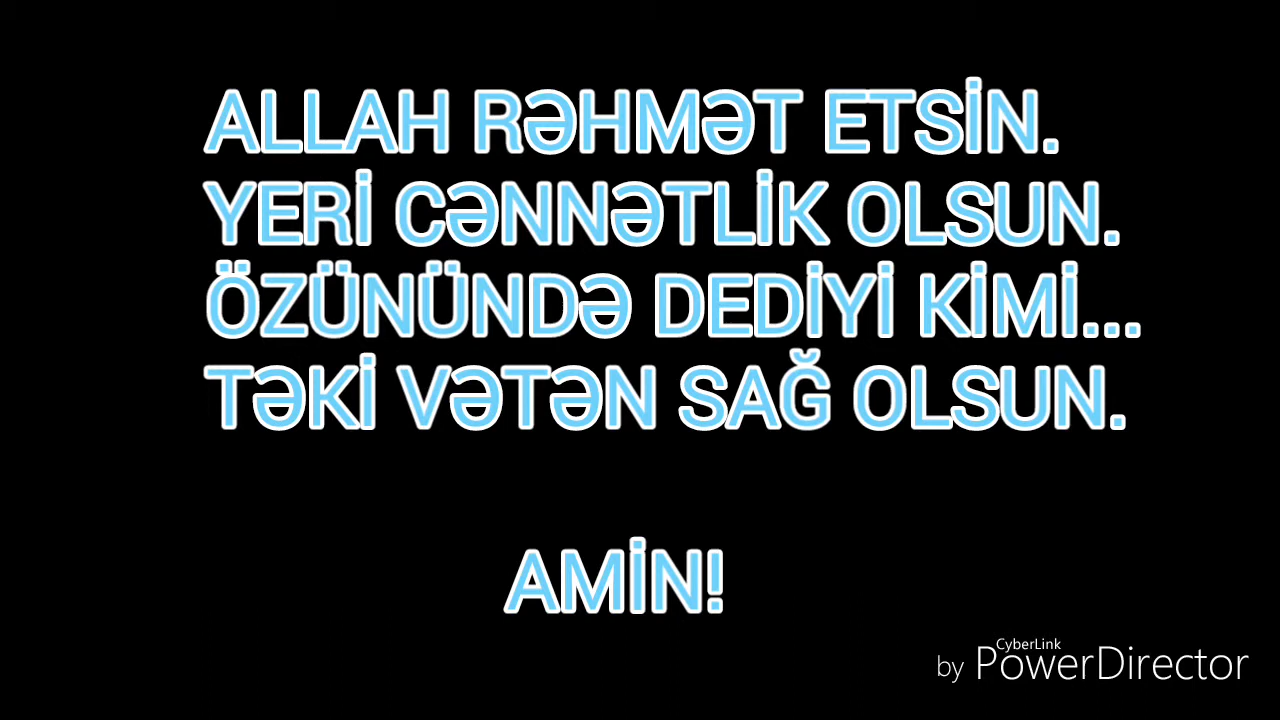 ALLAH RƏHMƏT ETSİN.
YERİ CƏNNƏTLİK OLSUN.
ÖZÜNÜNDƏ DEDİYİ KİMİ...
TƏKİ VƏTƏN SAĞ OLSUN.
AMİN!
CyberLink
by PowerDirector